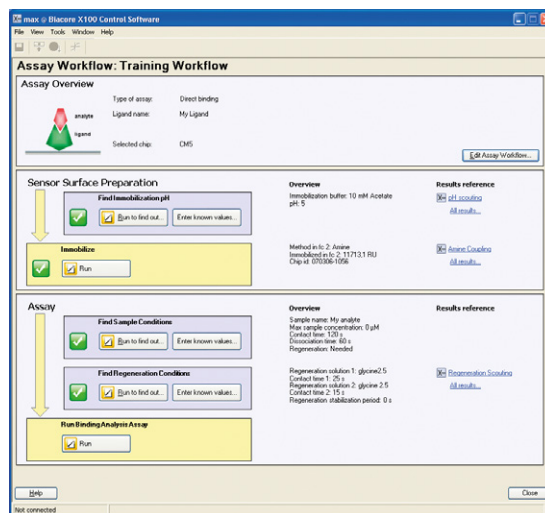 max @ Biacore X100 Control Software
File View Tools Window Help
Assay Workflow: Training Workflow
Assay Overview
analyte
ligand
Type of assay: Direct binding
Ligand name: My Ligand
Selected chip: CM5
Edit Assay Workflow...
Sensor Surface Preparation
Find Immobilization pH
Run to find out...
Enter known values...
Overview
Immobilization buffer: 10 mM Acetate
pH: 5
Results reference
pH scouting
All results...
Immobilize
Run
Method in fc 2: Amine
Immobilized in fc 2: 11713,1 RU
Chip id: 070306-1056
Amine Coupling
All results...
Assay
Find Sample Conditions
Run to find out...
Enter known values...
Overview
Sample name: My analyte
Max sample concentration: 0 µM
Contact time: 120 s
Dissociation time: 60 s
Regeneration: Needed
Results reference
Find Regeneration Conditions
Run to find out...
Enter known values...
Regeneration solution 1: glycine2.5
Contact time 1: 25 s
Regeneration solution 2: glycine 2.5
Contact time 2: 15 s
Regeneration stabilization period: 0 s
Regeneration Scouting
All results...
Run Binding Analysis Assay
Run
Help
Close
Not connected